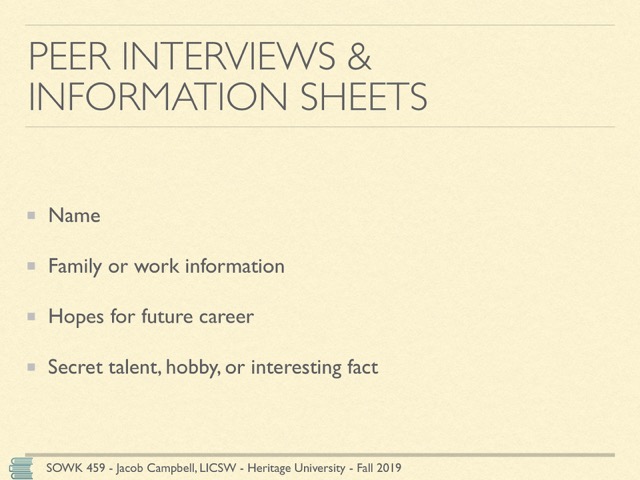 PEER INTERVIEWS &
INFORMATION SHEETS
Name
Family or work information
Hopes for future career
Secret talent, hobby, or interesting fact
SOWK 459 - Jacob Campbell, LICSW - Heritage University - Fall 2019